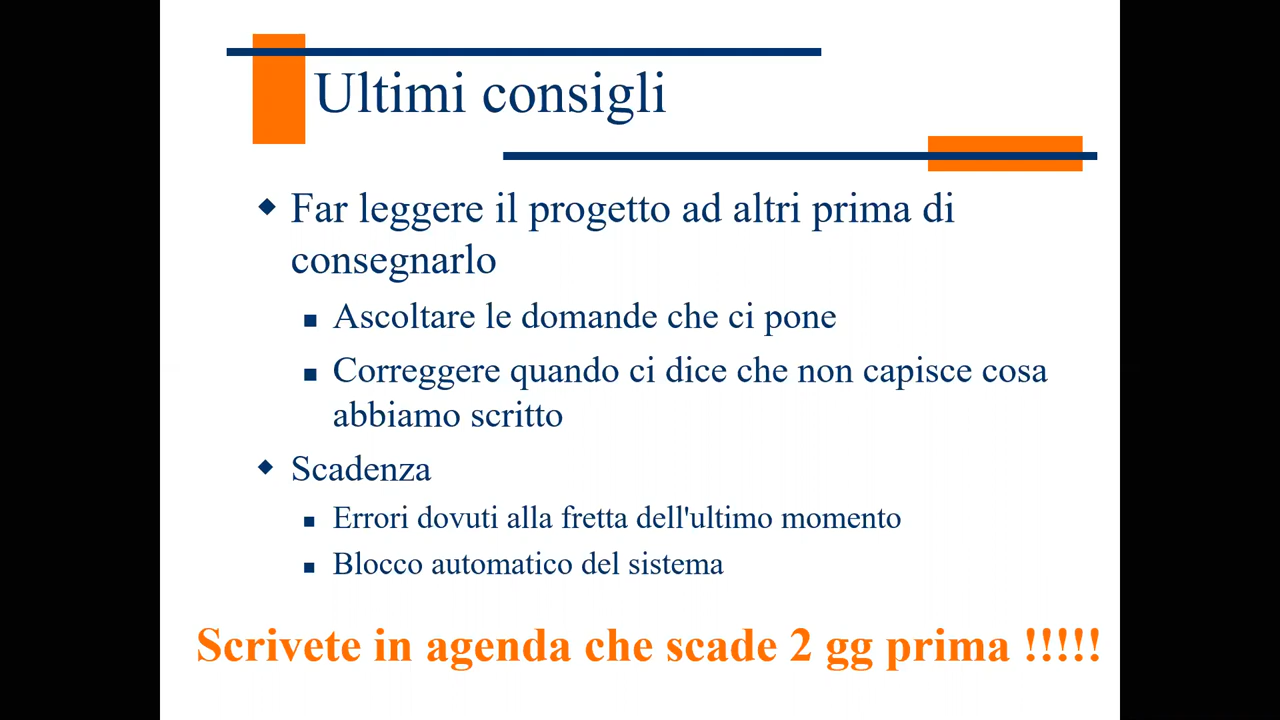 Ultimi consigli
Far leggere il progetto ad altri prima di
consegnarlo
Ascoltare le domande che ci pone
Correggere quando ci dice che non capisce cosa
abbiamo scritto
Scadenza
Errori dovuti alla fretta dell'ultimo momento
Blocco automatico del sistema
Scrivete in agenda che scade 2 gg prima !!!!!